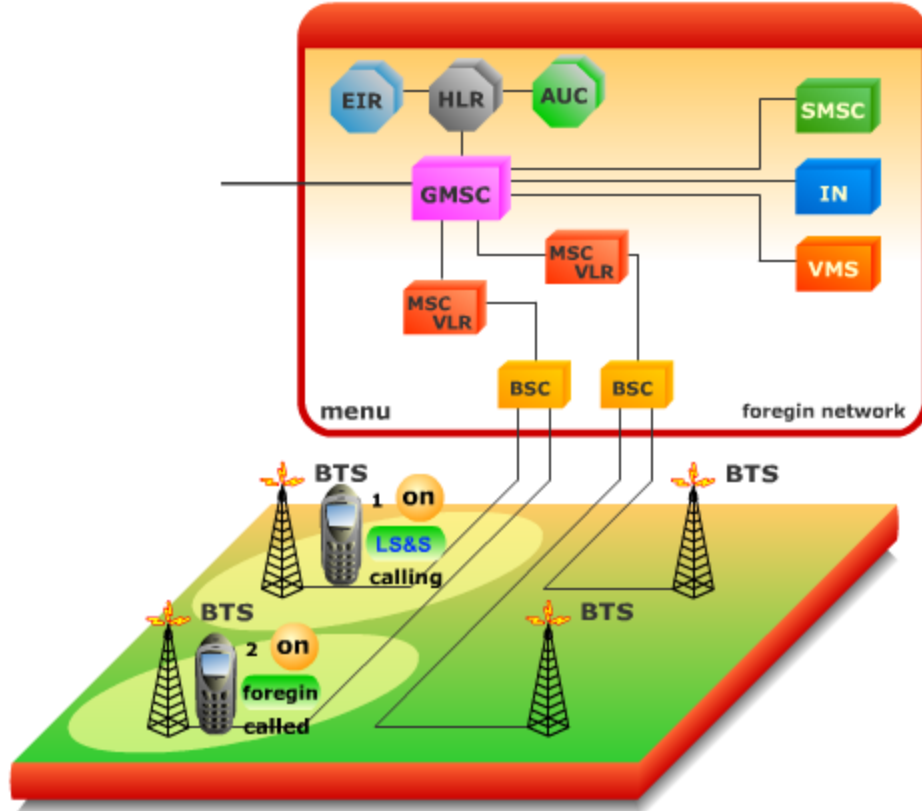 EIR
HLR
AUC
SMSC
GMSC
IN
MSC
VLR
VMS
MSC
VLR
BSC
BSC
menu
foregin network
BTS
BTS
1
on
LS&S
calling
BTS
BTS
2
on
foregin
called